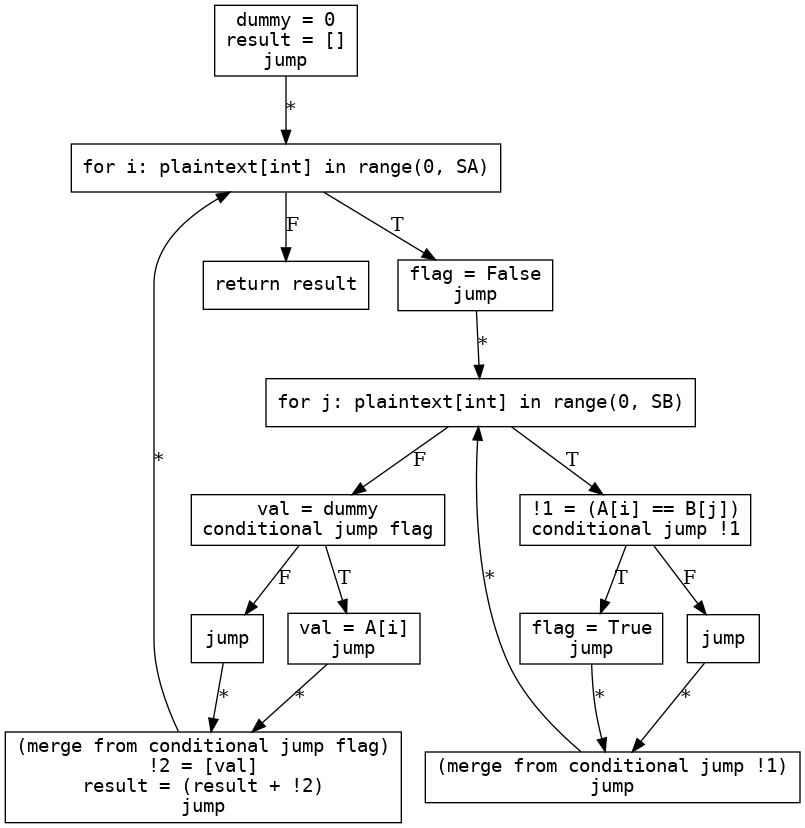 dummy = 0
result = []
jump
*
for i: plaintext[int] in range(0, SA)
F
T
return result
flag = False
jump
*
for j: plaintext[int] in range(0, SB)
*
F
T
val = dummy
conditional jump flag
!1 = (A[i] == B[j])
conditional jump !1
F
T
*
T
F
jump
val = A[i]
jump
flag = True
jump
jump
*
*
*
*
(merge from conditional jump flag)
!2 = [val]
result = (result + !2)
jump
(merge from conditional jump !1)
jump